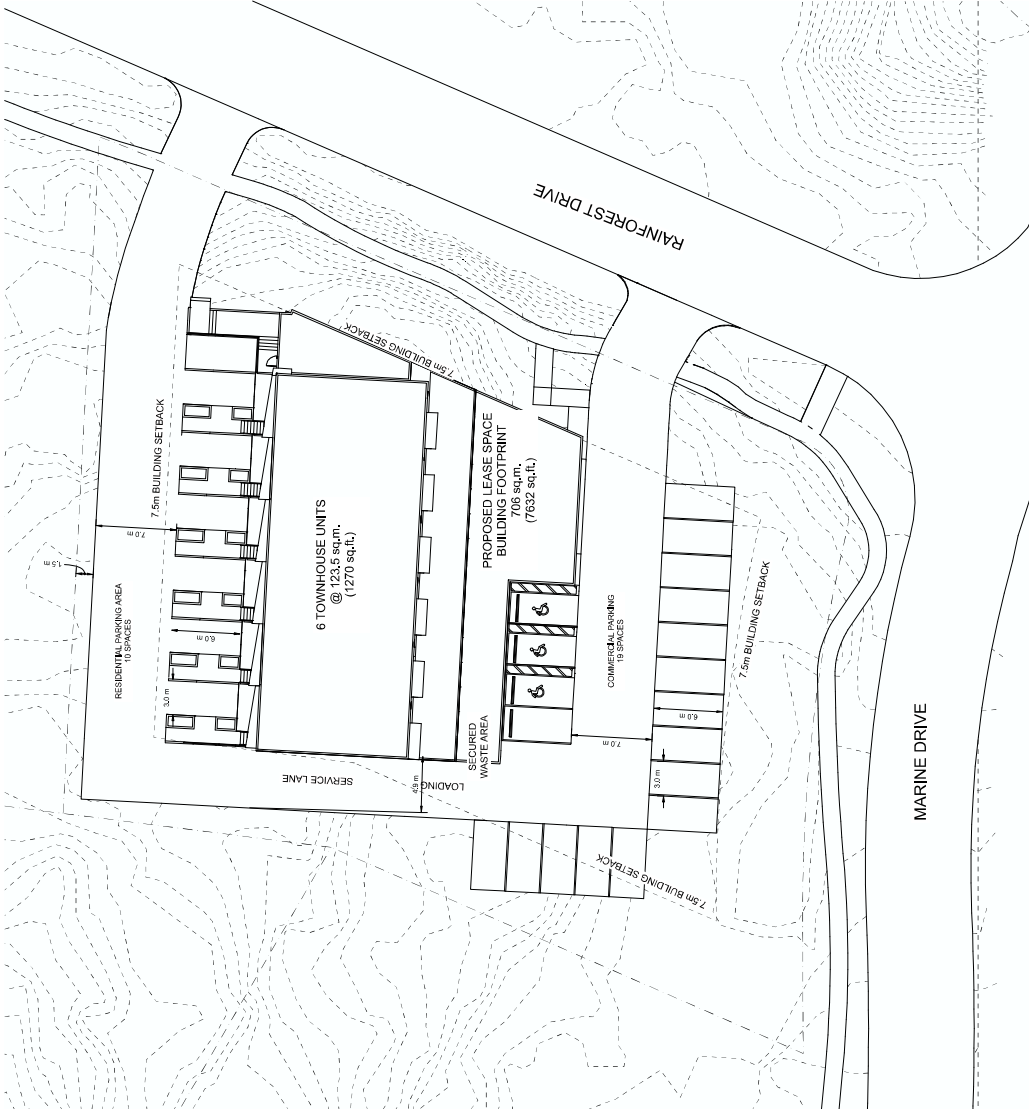 RAINFOREST DRIVE
7.5m BUILDING SETBACK
7.5m BUILDING SETBACK
7.0 m
1.5 m
RESIDENTIAL PARKING AREA
10 SPACES
6.0 m
3.0 m
6 TOWNHOUSE UNITS
@ 123.5 sq.m.
(1270 sq.ft.)
PROPOSED LEASE SPACE
BUILDING FOOTPRINT
706 sq.m.
(7632 sq.ft.)
COMMERCIAL PARKING
19 SPACES
7.5m BUILDING SETBACK
6.0 m
7.0 m
3.0 m
SECURED
WASTE AREA
SERVICE LANE
LOADING
4.9 m
7.5m BUILDING SETBACK
MARINE DRIVE